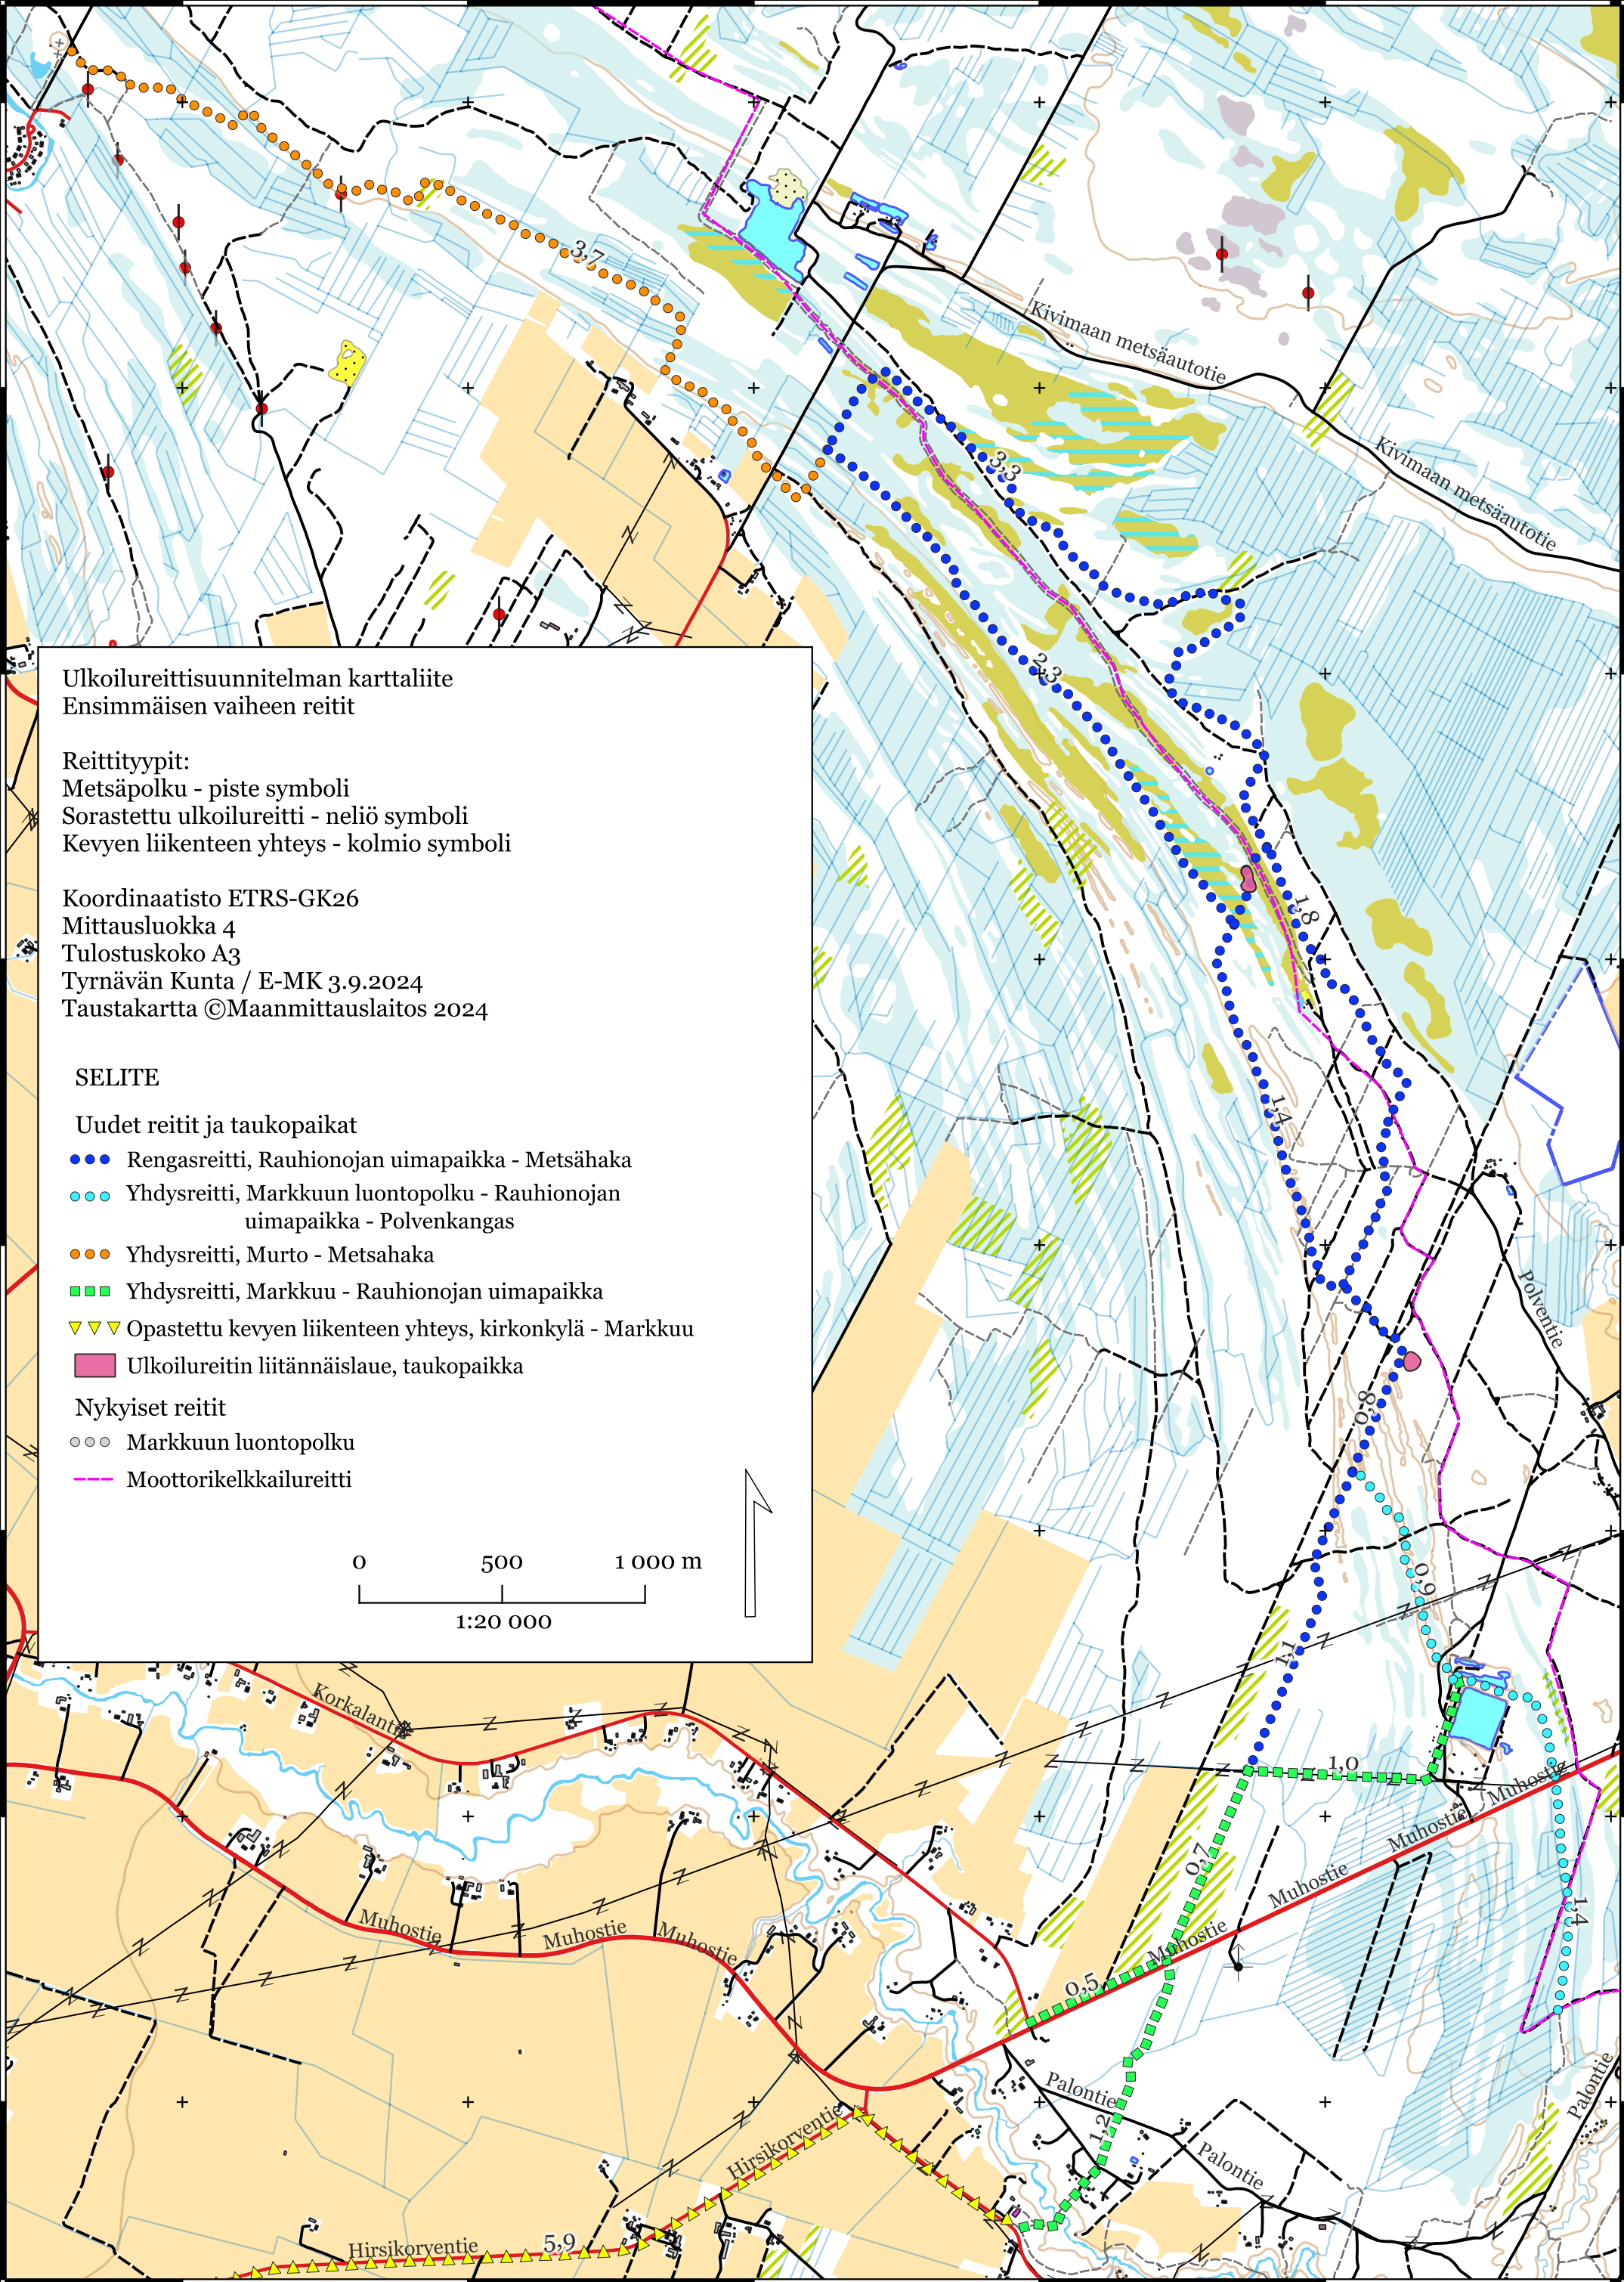 3,7
Kivimaan metsäautotie
Kivimaan metsäautotie
3,3
2,3
Ulkoilureittisuunnitelman karttaliite
Ensimmäisen vaiheen reitit
Reittityypit:
Metsäpolku - piste symboli
Sorastettu ulkoilureitti - neliö symboli
Kevyen liikenteen yhteys - kolmio symboli
Koordinaatisto ETRS-GK26
Mittausluokka 4
Tulostuskoko A3
Tyrnävän Kunta / E-MK 3.9.2024
Taustakartta ©Maanmittauslaitos 2024
SELITE
Uudet reitit ja taukopaikat
Rengasreitti, Rauhionojan uimapaikka - Metsähaka
Yhdysreitti, Markkuun luontopolku - Rauhionojan
uimapaikka - Polvenkangas
Yhdysreitti, Murto - Metsahaka
Yhdysreitti, Markkuu - Rauhionojan uimapaikka
Opastettu kevyen liikenteen yhteys, kirkonkylä - Markkuu
Ulkoilureitin liitännäislaue, taukopaikka
Nykyiset reitit
Markkuun luontopolku
Moottorikelkkailureitti
0 500 1 000 m
1:20 000
1,8
1,4
Polventie
0,8
0,9
1,1
Korkalantie
1,0
Muhostie
Muhostie
Muhostie
0,7
Muhostie
Muhostie
Muhostie
Muhostie
1,4
0,5
Palontie
Palontie
1,2
Palontie
Hirsikorventie
Hirsikorventie
5,9